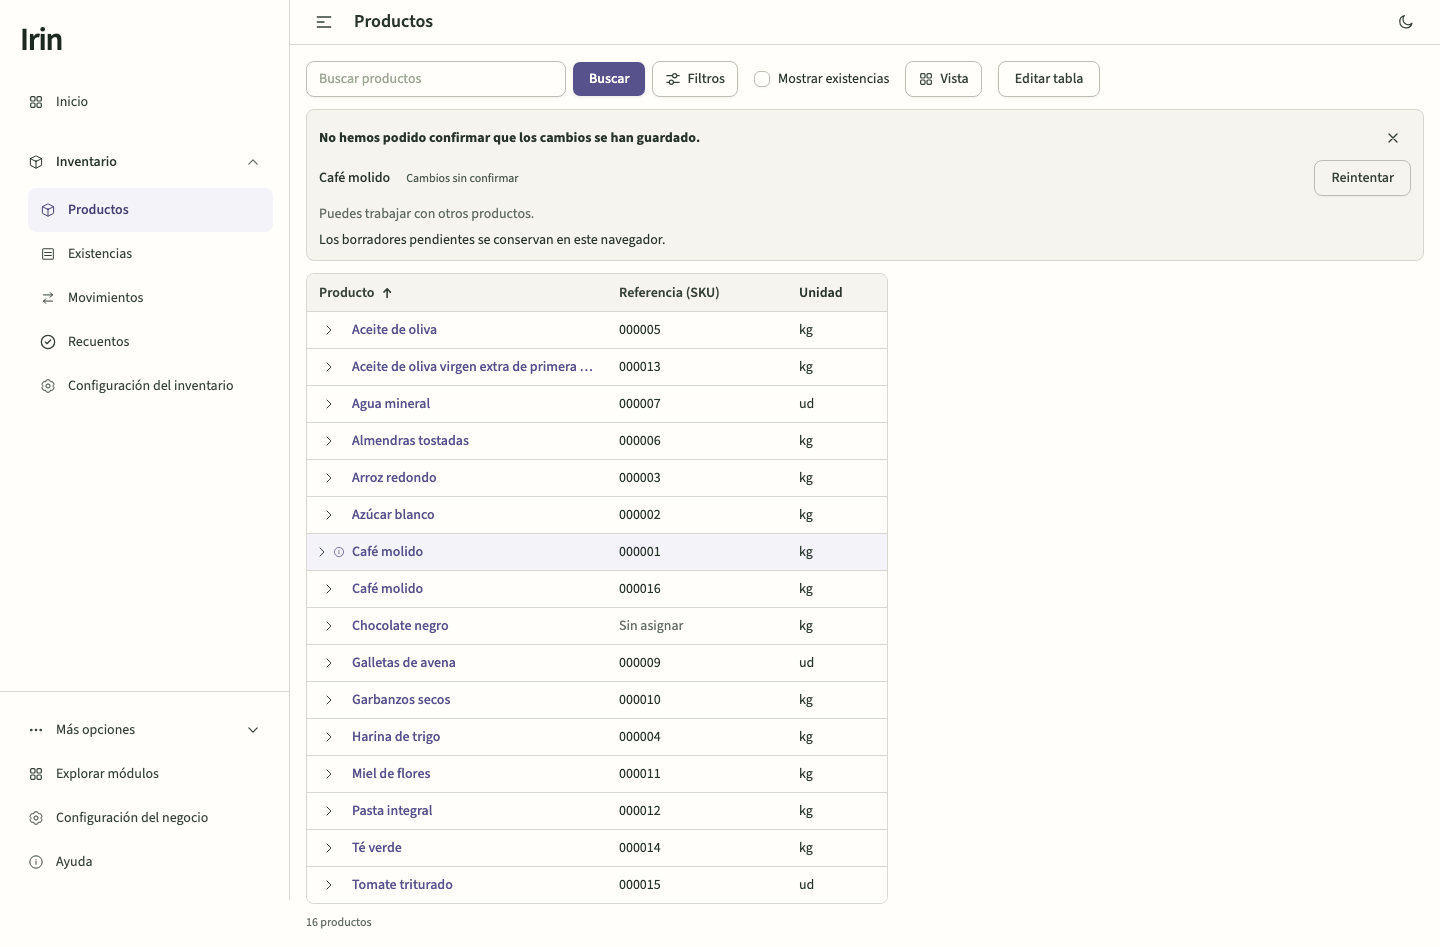 Irin
Inicio
Inventario
Productos
Existencias
Movimientos
Recuentos
Configuración del inventario
Más opciones
Explorar módulos
Configuración del negocio
Ayuda
Productos
Buscar productos Buscar Filtros Mostrar existencias Vista Editar tabla
No hemos podido confirmar que los cambios se han guardado.
Café molido Cambios sin confirmar Reintentar
Puedes trabajar con otros productos.
Los borradores pendientes se conservan en este navegador.
Producto Referencia (SKU) Unidad
Aceite de oliva 000005 kg
Aceite de oliva virgen extra de primera … 000013 kg
Agua mineral 000007 ud
Almendras tostadas 000006 kg
Arroz redondo 000003 kg
Azúcar blanco 000002 kg
Café molido 000001 kg
Café molido 000016 kg
Chocolate negro Sin asignar kg
Galletas de avena 000009 ud
Garbanzos secos 000010 kg
Harina de trigo 000004 kg
Miel de flores 000011 kg
Pasta integral 000012 kg
Té verde 000014 kg
Tomate triturado 000015 ud
16 productos